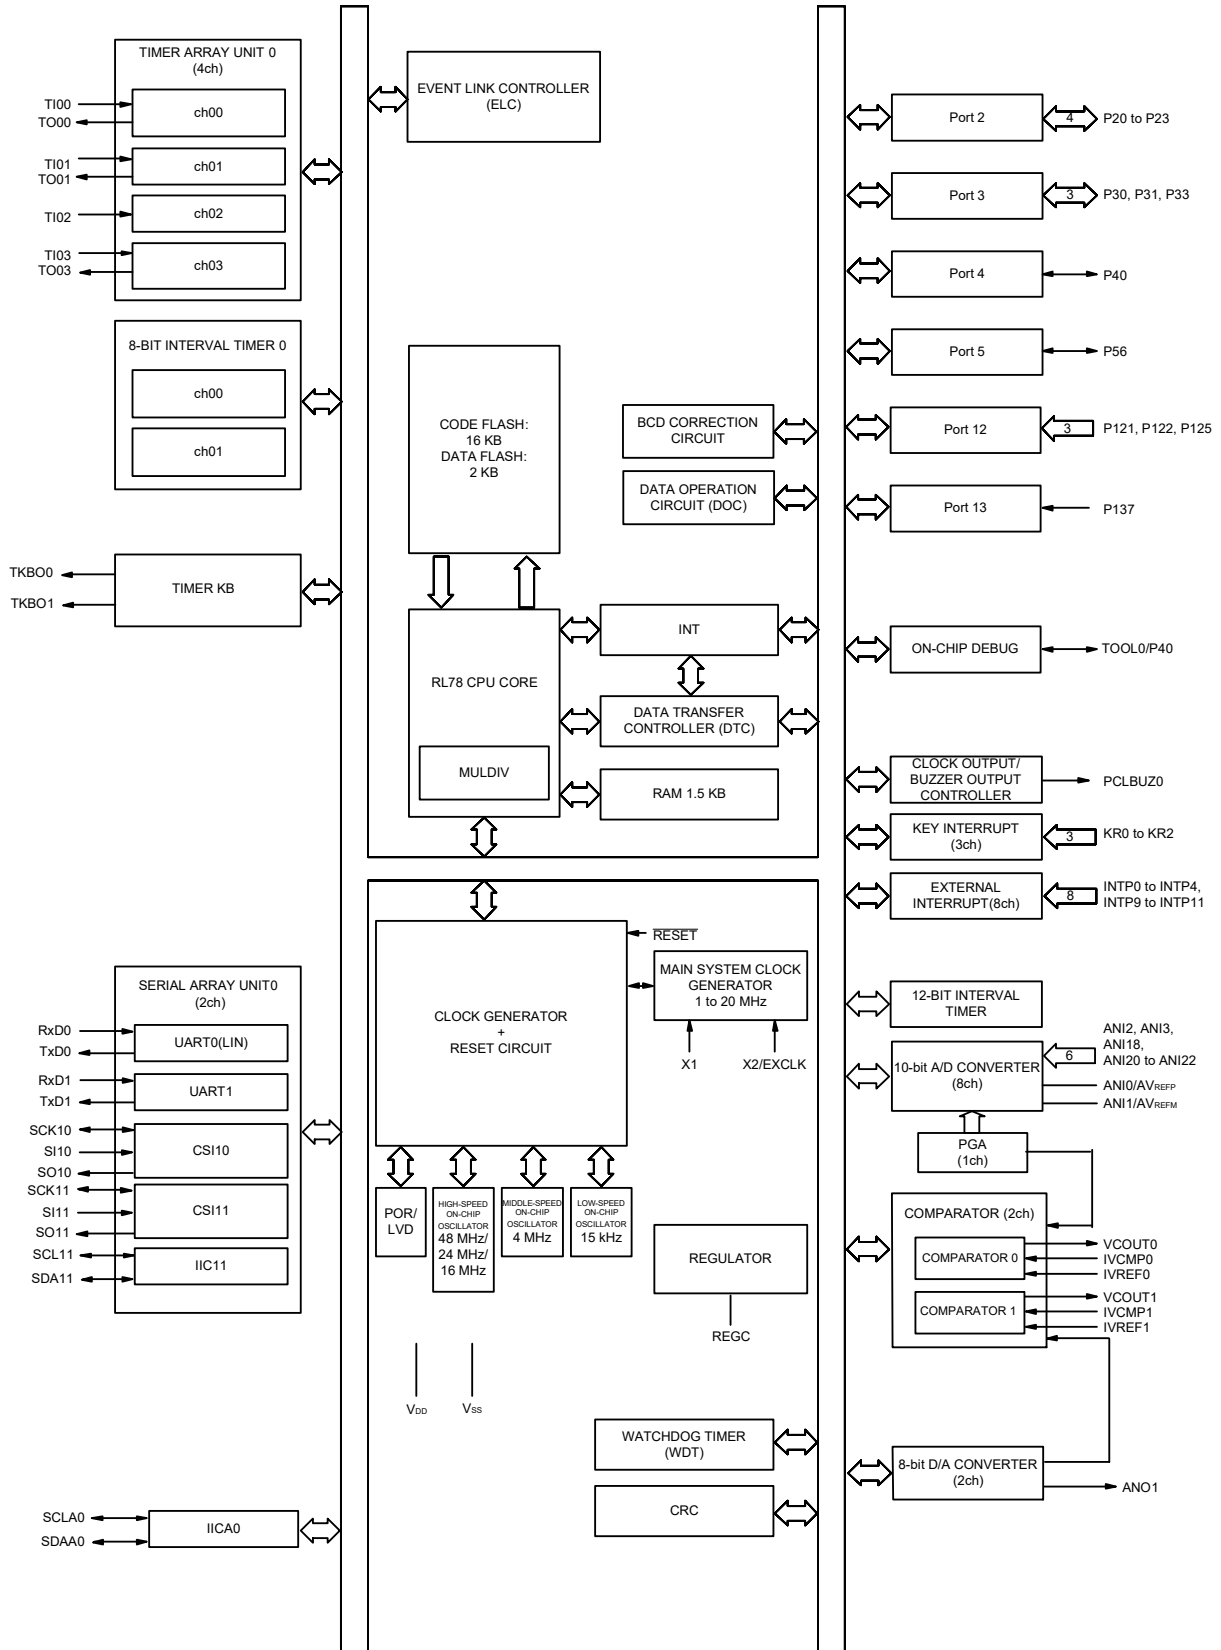 TIMER ARRAY UNIT 0
(4ch)
TI00
TO00
ch00
TI01
TO01
ch01
TI02
ch02
TI03
TO03
ch03
8-BIT INTERVAL TIMER 0
ch00
ch01
TKBO0
TKBO1
TIMER KB
SERIAL ARRAY UNIT0
(2ch)
RxD0
TxD0
UART0(LIN)
RxD1
TxD1
UART1
SCK10
SI10
SO10
CSI10
SCK11
SI11
SO11
CSI11
SCL11
SDA11
IIC11
SCLA0
SDAA0
IICA0
EVENT LINK CONTROLLER
(ELC)
CODE FLASH:
16 KB
DATA FLASH:
2 KB
BCD CORRECTION
CIRCUIT
DATA OPERATION
CIRCUIT (DOC)
RL78 CPU CORE
MULDIV
INT
DATA TRANSFER
CONTROLLER (DTC)
RAM 1.5 KB
CLOCK GENERATOR
+
RESET CIRCUIT
RESET
MAIN SYSTEM CLOCK
GENERATOR
1 to 20 MHz
X1
X2/EXCLK
POR/
LVD
HIGH-SPEED
ON-CHIP
OSCILLATOR
48 MHz/
24 MHz/
16 MHz
MIDDLE-SPEED
ON-CHIP
OSCILLATOR
4 MHz
LOW-SPEED
ON-CHIP
OSCILLATOR
15 kHz
REGULATOR
REGC
VDD
VSS
WATCHDOG TIMER
(WDT)
CRC
Port 2
4
P20 to P23
Port 3
3
P30, P31, P33
Port 4
P40
Port 5
P56
Port 12
3
P121, P122, P125
Port 13
P137
ON-CHIP DEBUG
TOOL0/P40
CLOCK OUTPUT/
BUZZER OUTPUT
CONTROLLER
PCLBUZ0
KEY INTERRUPT
(3ch)
3
KR0 to KR2
EXTERNAL
INTERRUPT(8ch)
8
INTP0 to INTP4,
INTP9 to INTP11
12-BIT INTERVAL
TIMER
10-bit A/D CONVERTER
(8ch)
6
ANI2, ANI3,
ANI18,
ANI20 to ANI22
ANI0/AVREFP
ANI1/AVREFM
PGA
(1ch)
COMPARATOR (2ch)
COMPARATOR 0
VCOUT0
IVCMP0
IVREF0
COMPARATOR 1
VCOUT1
IVCMP1
IVREF1
8-bit D/A CONVERTER
(2ch)
ANO1